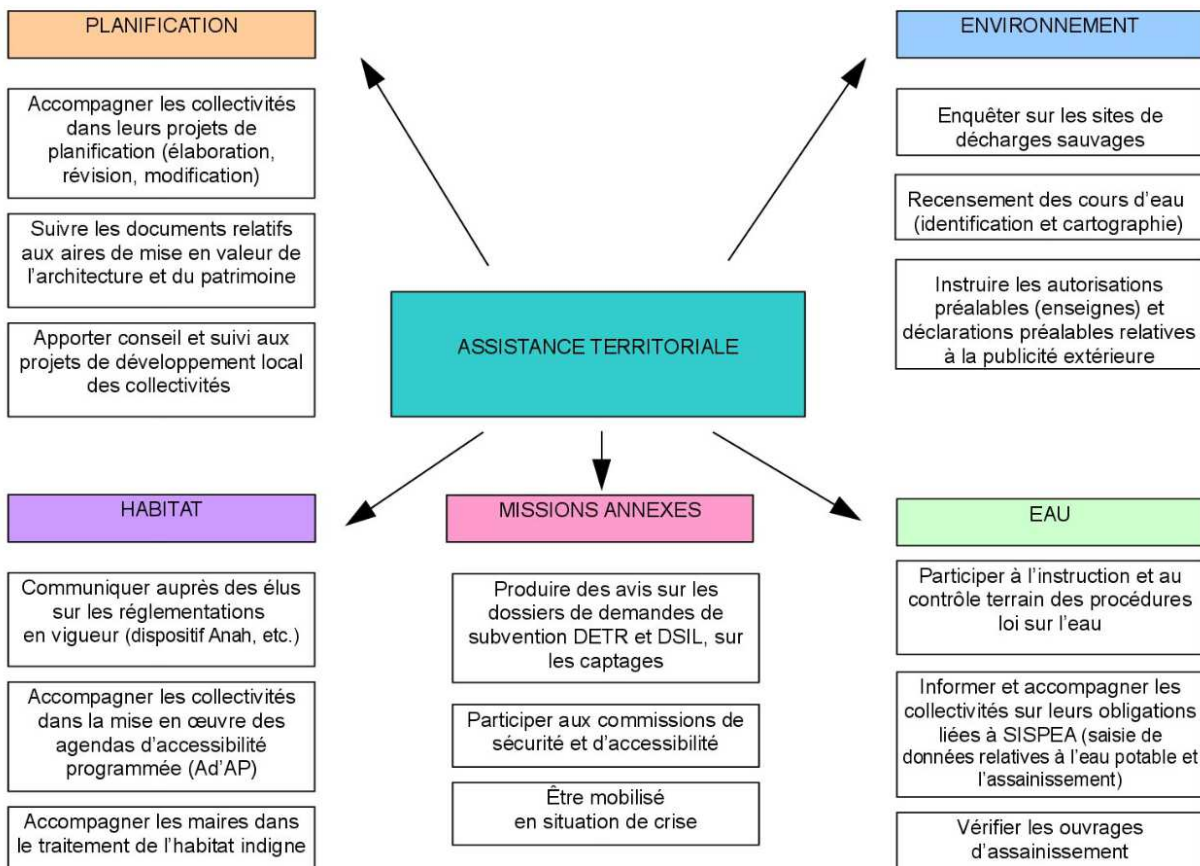 PLANIFICATION
Accompagner les collectivités
dans leurs projets de
planification (élaboration,
révision, modification)
Suivre les documents relatifs
aux aires de mise en valeur de
l’architecture et du patrimoine
Apporter conseil et suivi aux
projets de développement local
des collectivités
ENVIRONNEMENT
Enquêter sur les sites de
décharges sauvages
Recensement des cours d’eau
(identification et cartographie)
Instruire les autorisations
préalables (enseignes) et
déclarations préalables relatives
à la publicité extérieure
ASSISTANCE TERRITORIALE
HABITAT
Communiquer auprès des élus
sur les réglementations
en vigueur (dispositif Anah, etc.)
Accompagner les collectivités
dans la mise en œuvre des
agendas d’accessibilité
programmée (Ad’AP)
Accompagner les maires dans
le traitement de l’habitat indigne
MISSIONS ANNEXES
Produire des avis sur les
dossiers de demandes de
subvention DETR et DSIL, sur
les captages
Participer aux commissions de
sécurité et d’accessibilité
Être mobilisé
en situation de crise
EAU
Participer à l’instruction et au
contrôle terrain des procédures
loi sur l’eau
Informer et accompagner les
collectivités sur leurs obligations
liées à SISPEA (saisie de
données relatives à l’eau potable et
l’assainissement)
Vérifier les ouvrages
d’assainissement